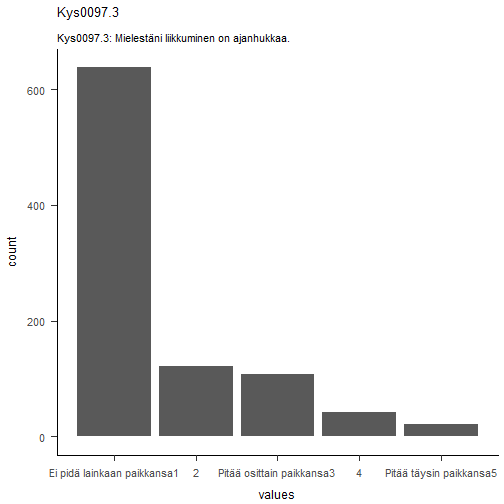 Kys0097.3
Kys0097.3: Mielestäni liikkuminen on ajanhukkaa.
600
400
200
0
count
Ei pidä lainkaan paikkansa1 2 Pitää osittain paikkansa3 4 Pitää täysin paikkansa5
values